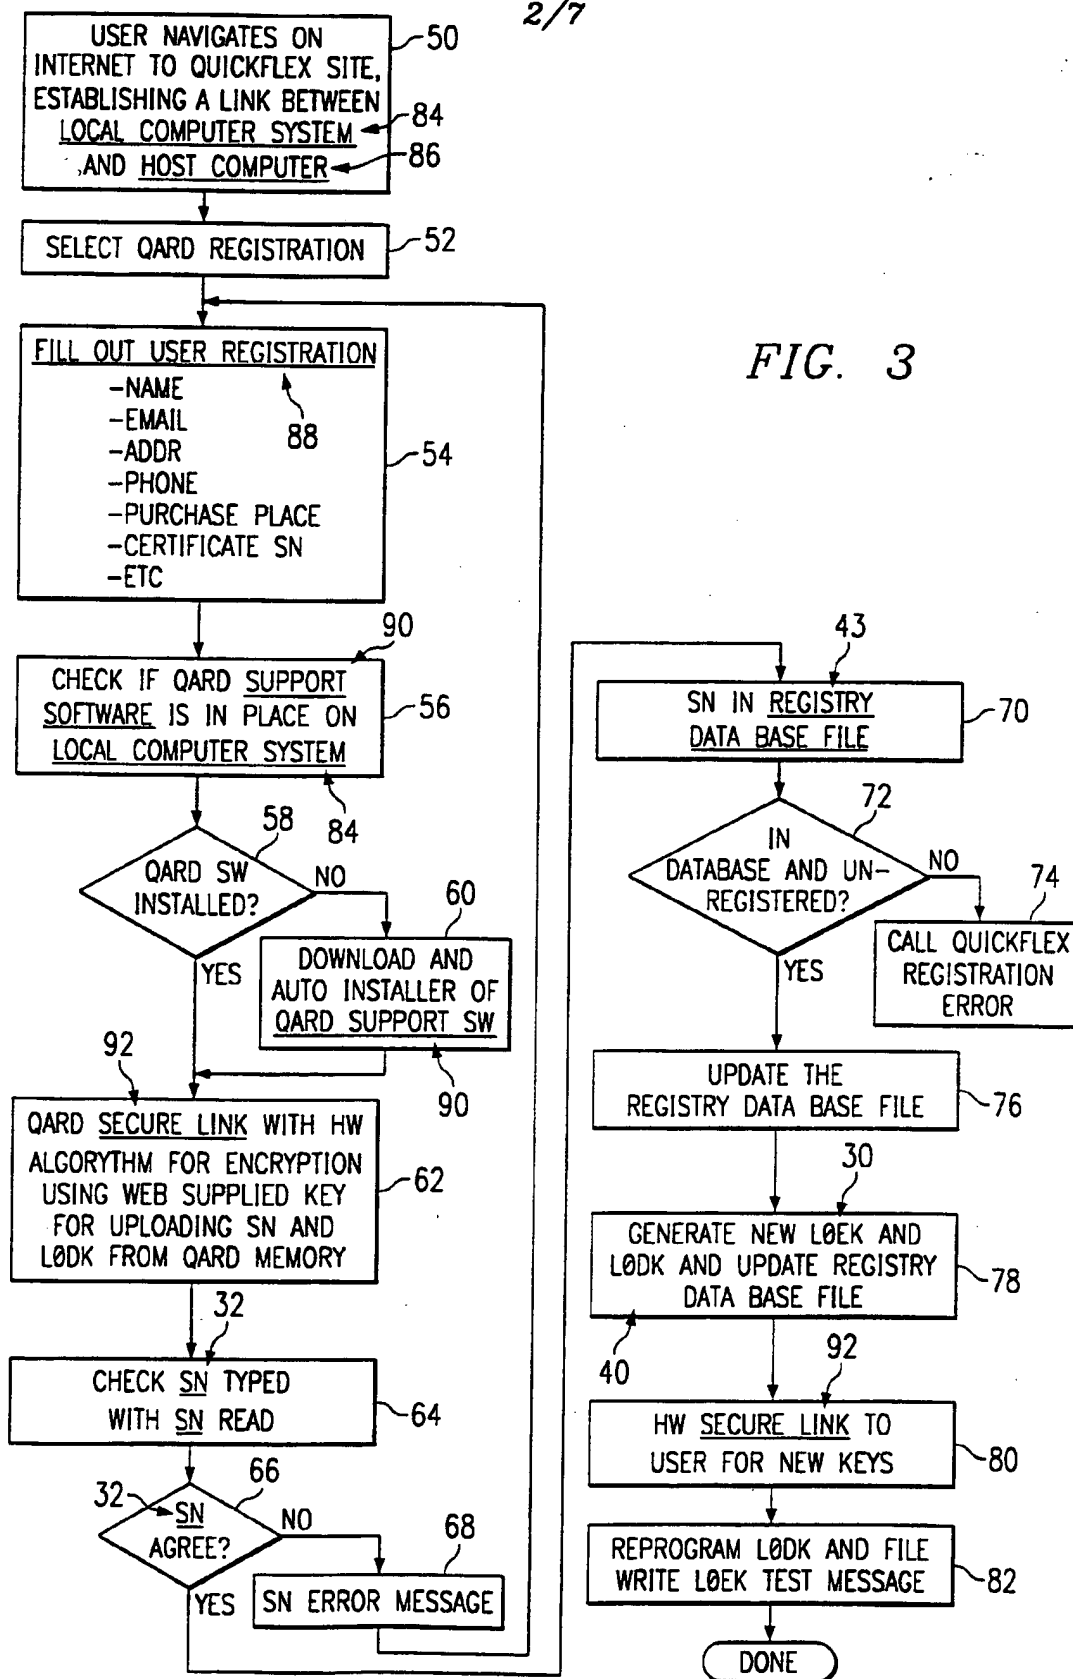 2/7
USER NAVIGATES ON
INTERNET TO QUICKFLEX SITE,
ESTABLISHING A LINK BETWEEN
LOCAL COMPUTER SYSTEM
AND HOST COMPUTER
50
84
86
SELECT QARD REGISTRATION
52
FILL OUT USER REGISTRATION
-NAME
-EMAIL
-ADDR
-PHONE
-PURCHASE PLACE
-CERTIFICATE SN
-ETC
88
54
FIG. 3
90
CHECK IF QARD SUPPORT
SOFTWARE IS IN PLACE ON
LOCAL COMPUTER SYSTEM
56
84
58
QARD SW
INSTALLED?
NO
YES
60
DOWNLOAD AND
AUTO INSTALLER OF
QARD SUPPORT SW
90
92
QARD SECURE LINK WITH HW
ALGORYTHM FOR ENCRYPTION
USING WEB SUPPLIED KEY
FOR UPLOADING SN AND
L0DK FROM QARD MEMORY
62
32
CHECK SN TYPED
WITH SN READ
64
66
32
SN
AGREE?
NO
YES
68
SN ERROR MESSAGE
43
SN IN REGISTRY
DATA BASE FILE
70
72
IN
DATABASE AND UN-
REGISTERED?
NO
YES
74
CALL QUICKFLEX
REGISTRATION
ERROR
UPDATE THE
REGISTRY DATA BASE FILE
76
30
GENERATE NEW L0EK AND
L0DK AND UPDATE REGISTRY
DATA BASE FILE
78
40
92
HW SECURE LINK TO
USER FOR NEW KEYS
80
REPROGRAM L0DK AND FILE
WRITE L0EK TEST MESSAGE
82
DONE